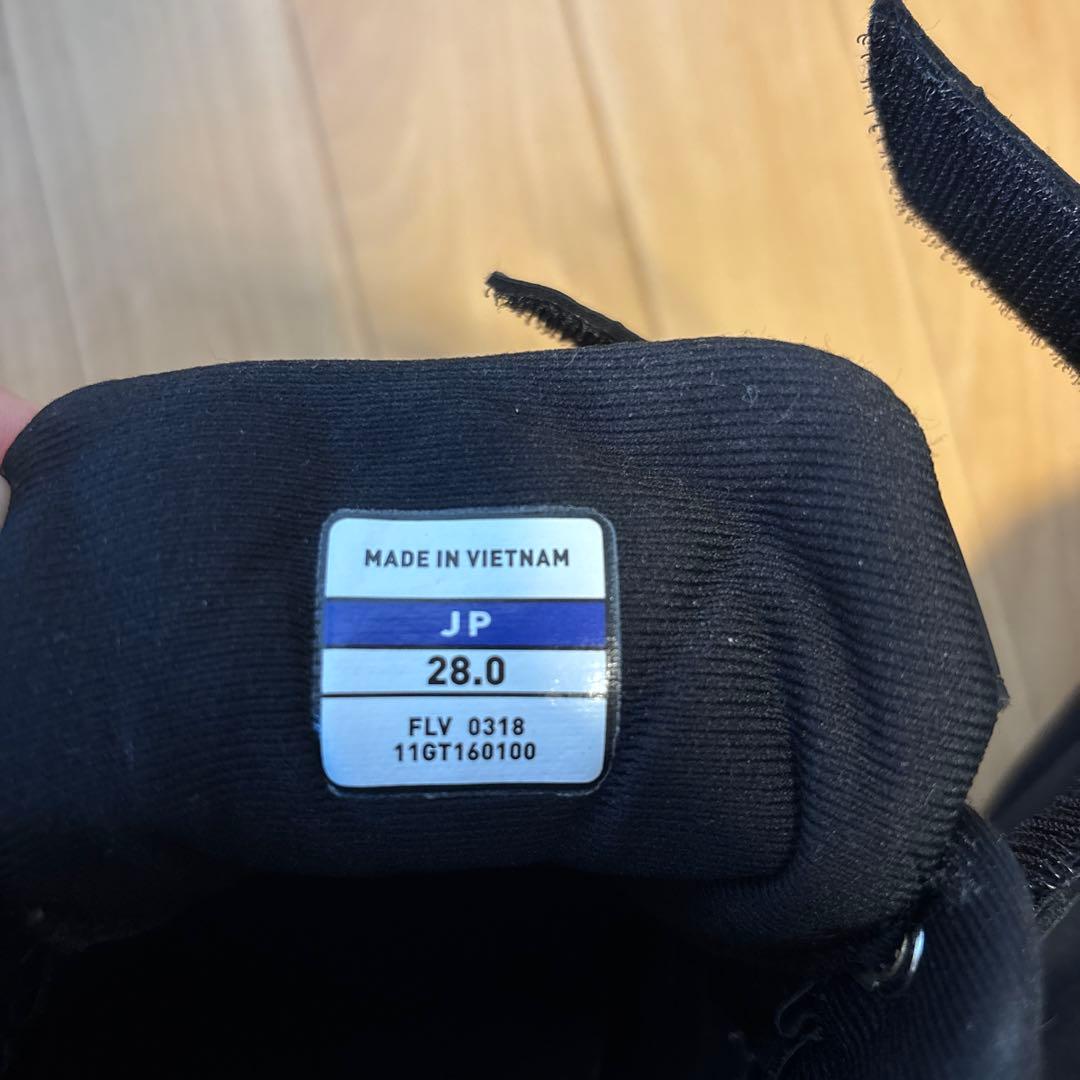 MADE IN VIETNAM
JP
28.0
FLV 0318
11GT160100